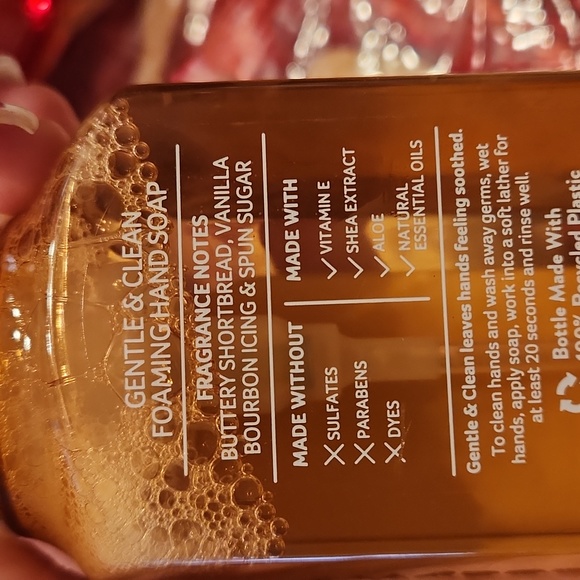 GENTLE & CLEAN
FOAMING HAND SOAP
FRAGRANCE NOTES
BUTTERY SHORTBREAD, VANILLA
BOURBON ICING & SPUN SUGAR
MADE WITHOUT
SULFATES
PARABENS
DYES
MADE WITH
VITAMIN E
SHEA EXTRACT
ALOE
NATURAL
ESSENTIAL OILS
Gentle & Clean leaves hands feeling soothed.
To clean hands and wash away germs, wet
hands, apply soap, work into a soft lather for
at least 20 seconds and rinse well.
Bottle Made With
Recycled Plastic